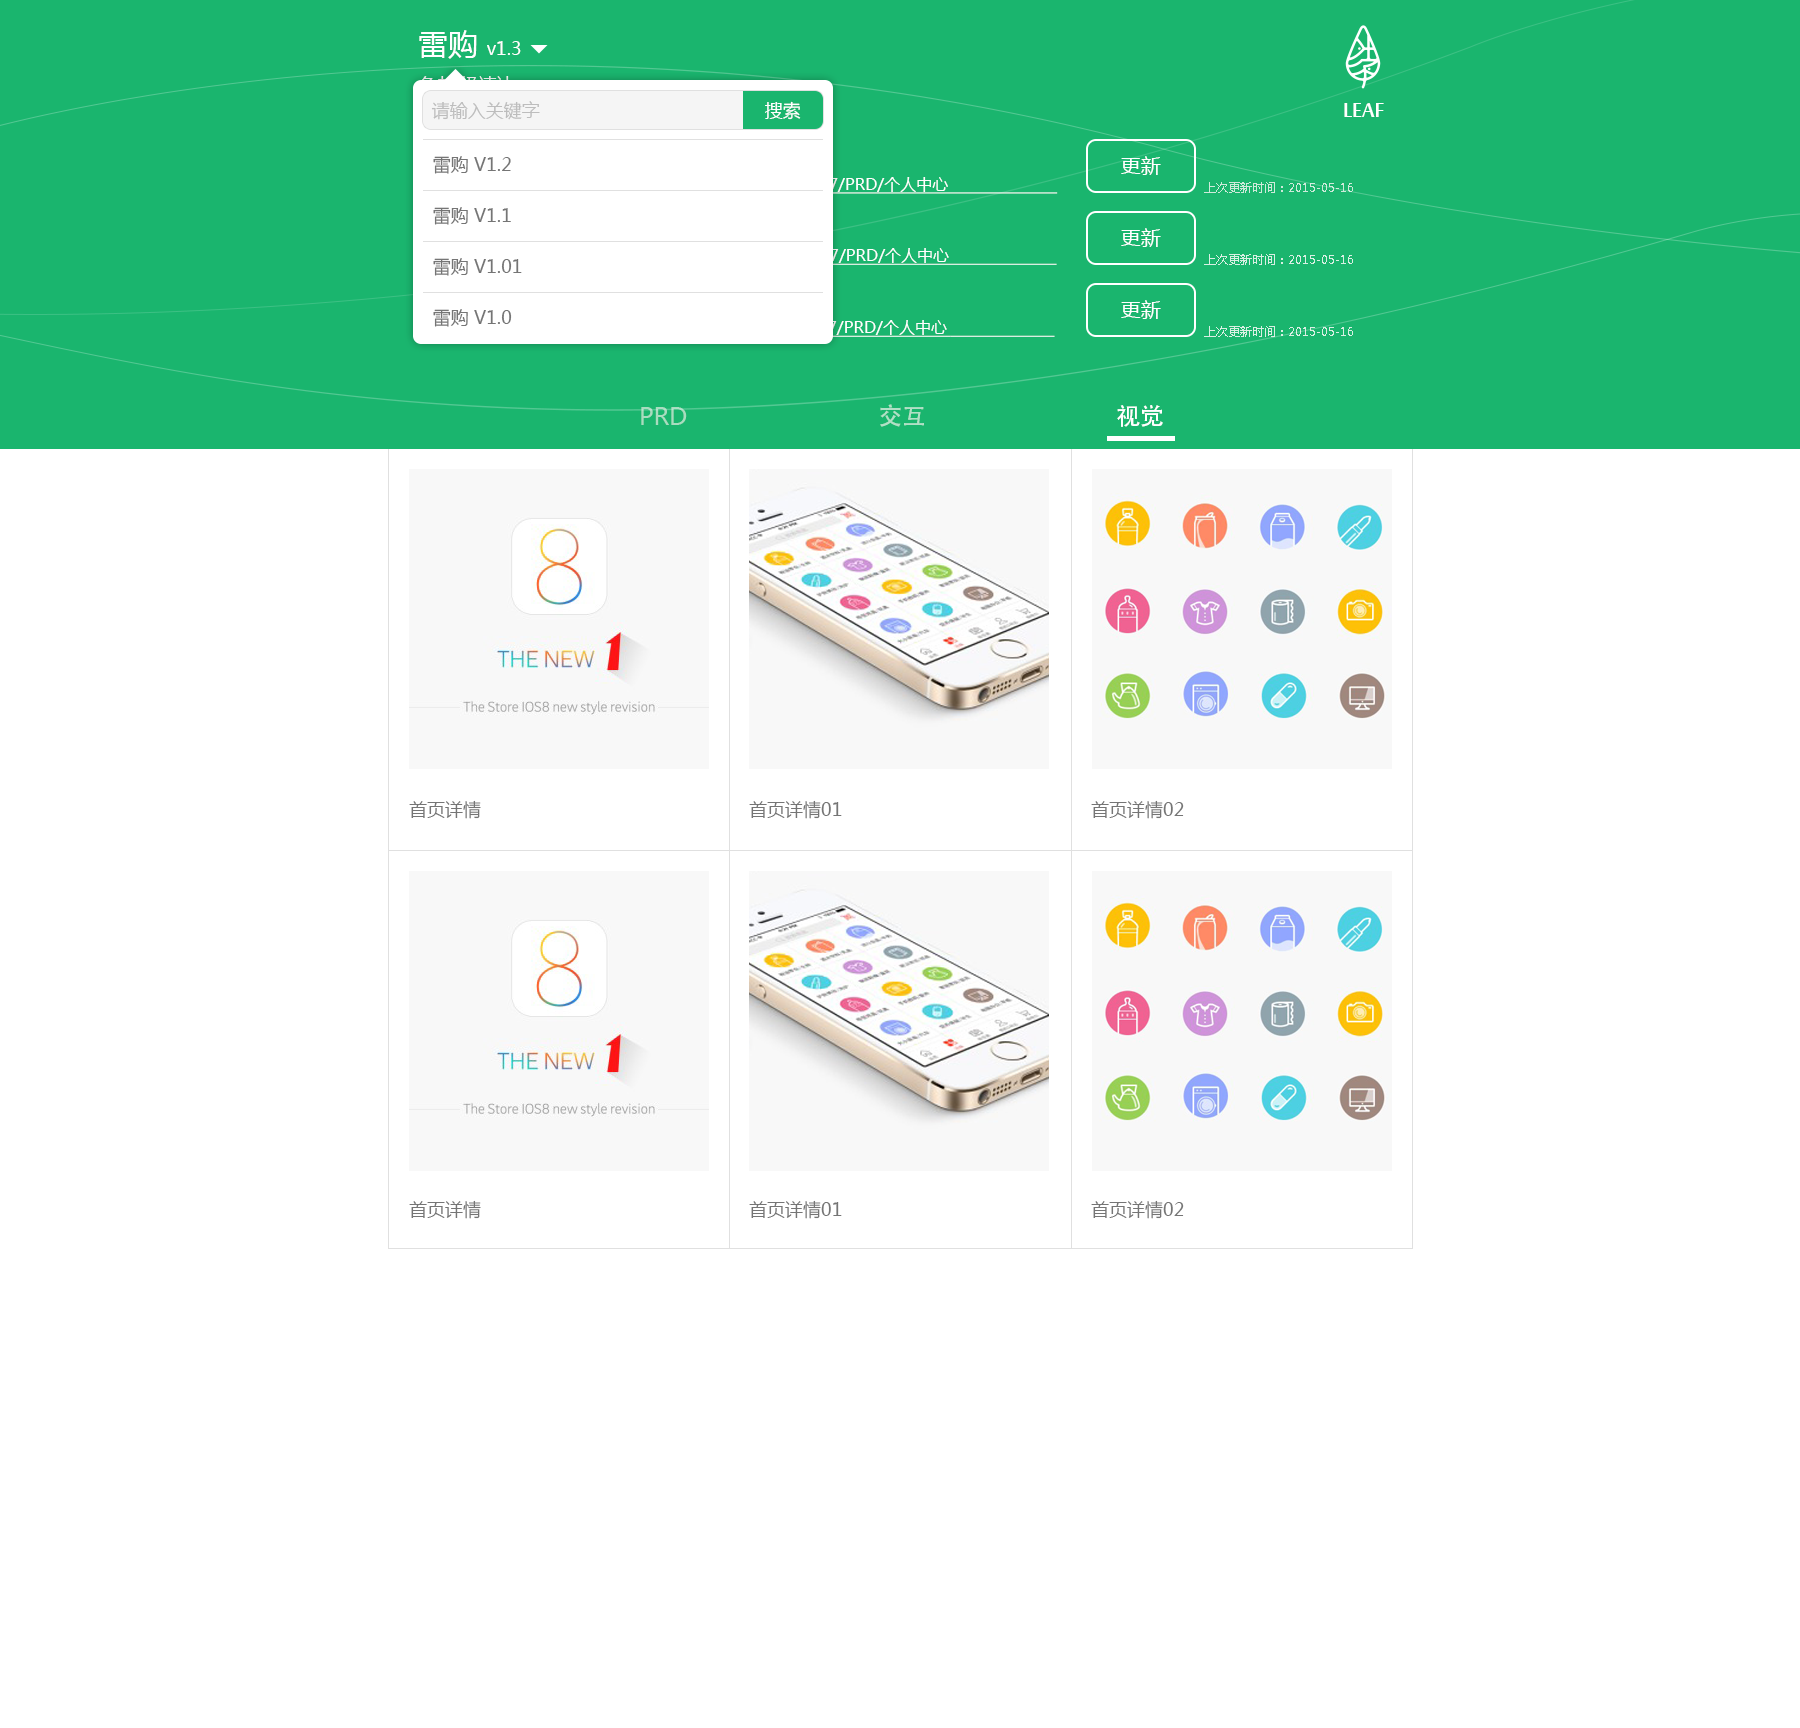 雷购 v1.3
LEAF
请输入关键字 搜索
雷购 V1.2
雷购 V1.1
雷购 V1.01
雷购 V1.0
7/PRD/个人中心 更新 上次更新时间：2015-05-16
7/PRD/个人中心 更新 上次更新时间：2015-05-16
/PRD/个人中心 更新 上次更新时间：2015-05-16
PRD 交互 视觉
8
THE NEW 1
The Store IOS8 new style revision
首页详情 首页详情01 首页详情02
8
THE NEW 1
The Store IOS8 new style revision
首页详情 首页详情01 首页详情02